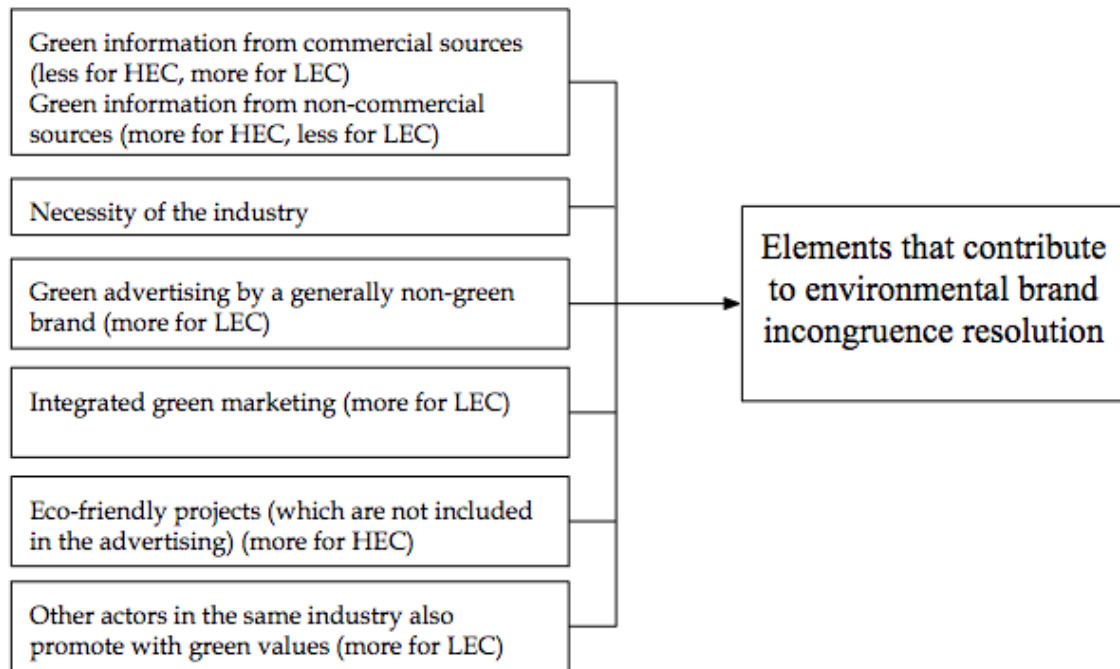 Green information from commercial sources
(less for HEC, more for LEC)
Green information from non-commercial
sources (more for HEC, less for LEC)
Necessity of the industry
Green advertising by a generally non-green
brand (more for LEC)
Integrated green marketing (more for LEC)
Eco-friendly projects (which are not included
in the advertising) (more for HEC)
Other actors in the same industry also
promote with green values (more for LEC)
Elements that contribute
to environmental brand
incongruence resolution